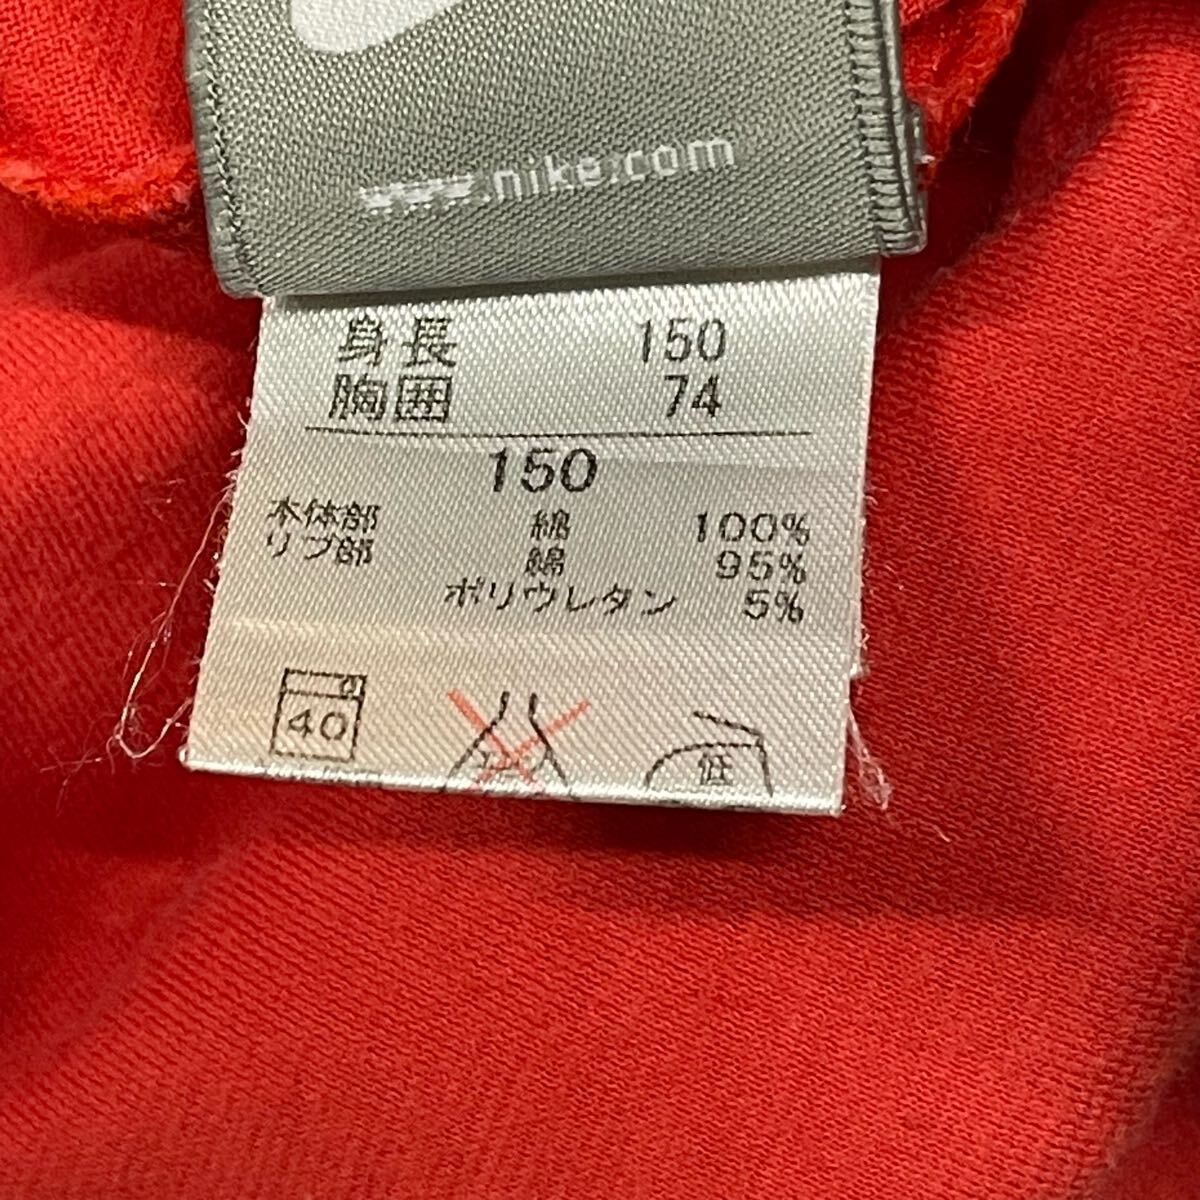 www.nike.com
身長 150
胸囲 74
150
本体部 綿 100%
リブ部 綿 95%
ポリウレタン 5%
40 低